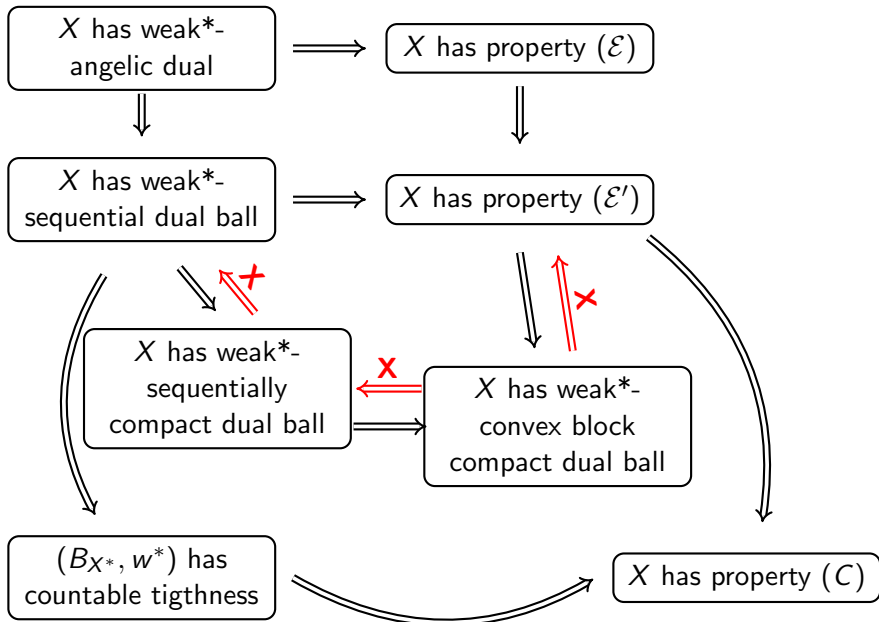 X has weak*-
angelic dual
X has property (ℰ)
X has weak*-
sequential dual ball
X has property (ℰ′)
X
X
X has weak*-
sequentially
compact dual ball
X
X has weak*-
convex block
compact dual ball
(B_{X*}, w*) has
countable tigthness
X has property (C)